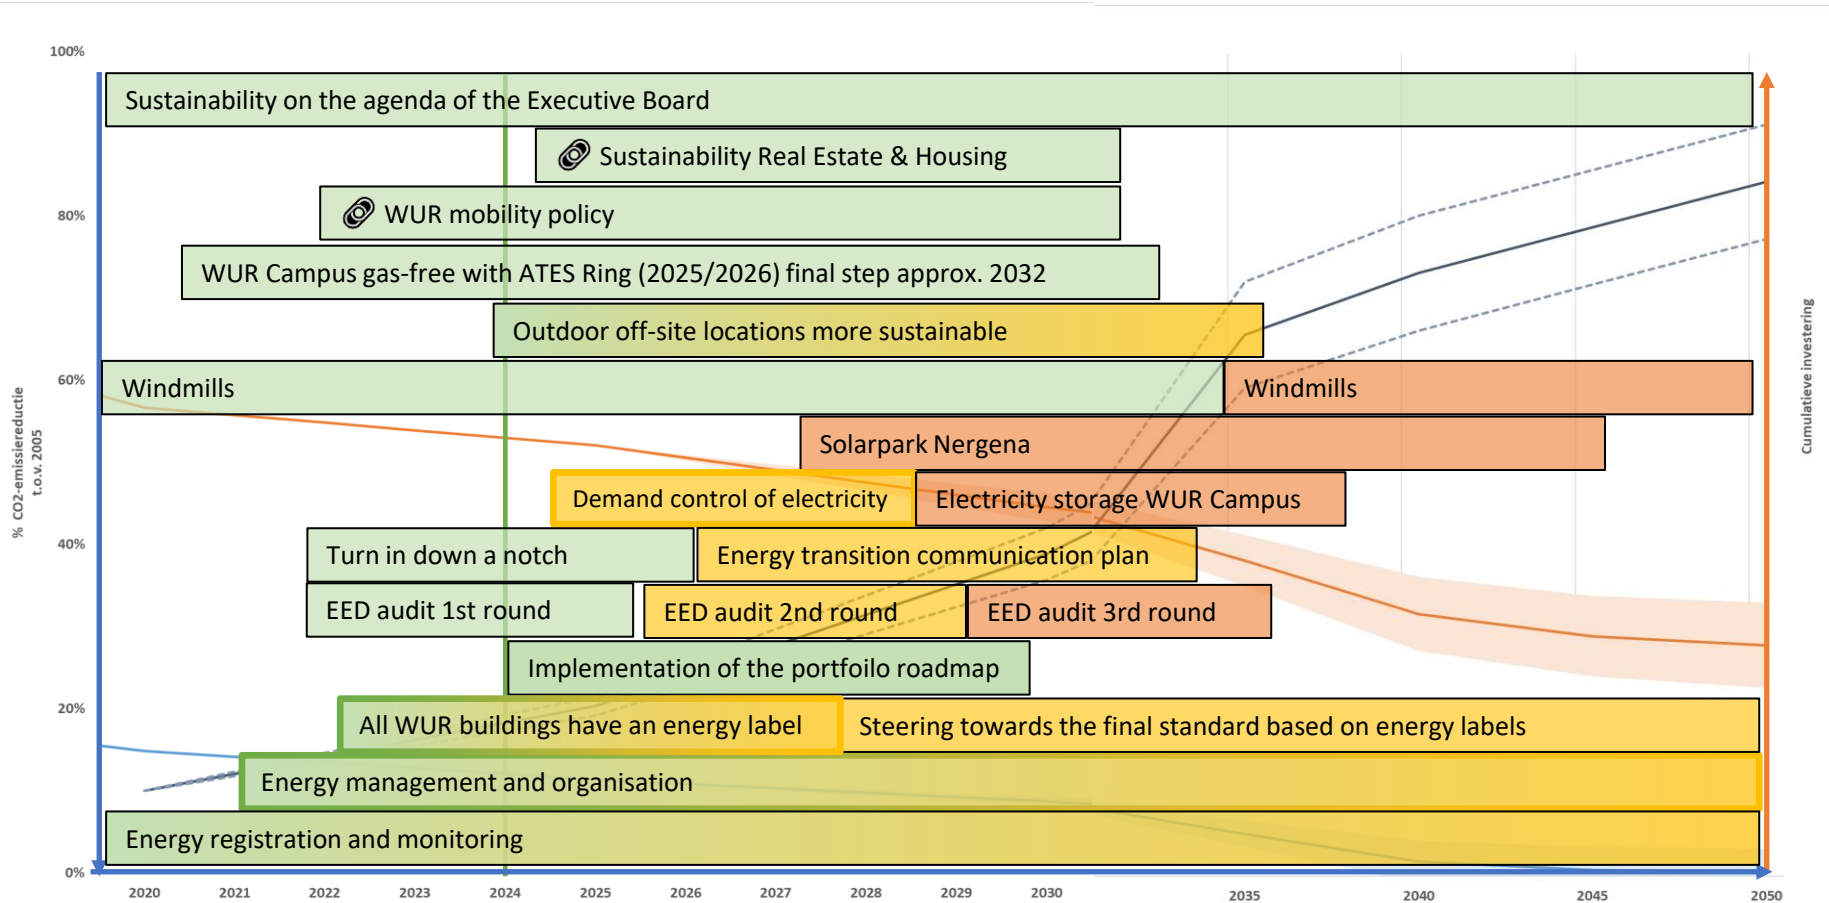 100%
Sustainability on the agenda of the Executive Board
Sustainability Real Estate & Housing
80%
WUR mobility policy
WUR Campus gas-free with ATES Ring (2025/2026) final step approx. 2032
Outdoor off-site locations more sustainable
60%
Windmills
Windmills
Solarpark Nergena
Demand control of electricity
Electricity storage WUR Campus
40%
Turn in down a notch
Energy transition communication plan
EED audit 1st round
EED audit 2nd round
EED audit 3rd round
Implementation of the portfoilo roadmap
20%
All WUR buildings have an energy label
Steering towards the final standard based on energy labels
Energy management and organisation
Energy registration and monitoring
0%
2020 2021 2022 2023 2024 2025 2026 2027 2028 2029 2030 2035 2040 2045 2050
% CO2-emissiereductie
t.o.v. 2005
Cumulatieve investering